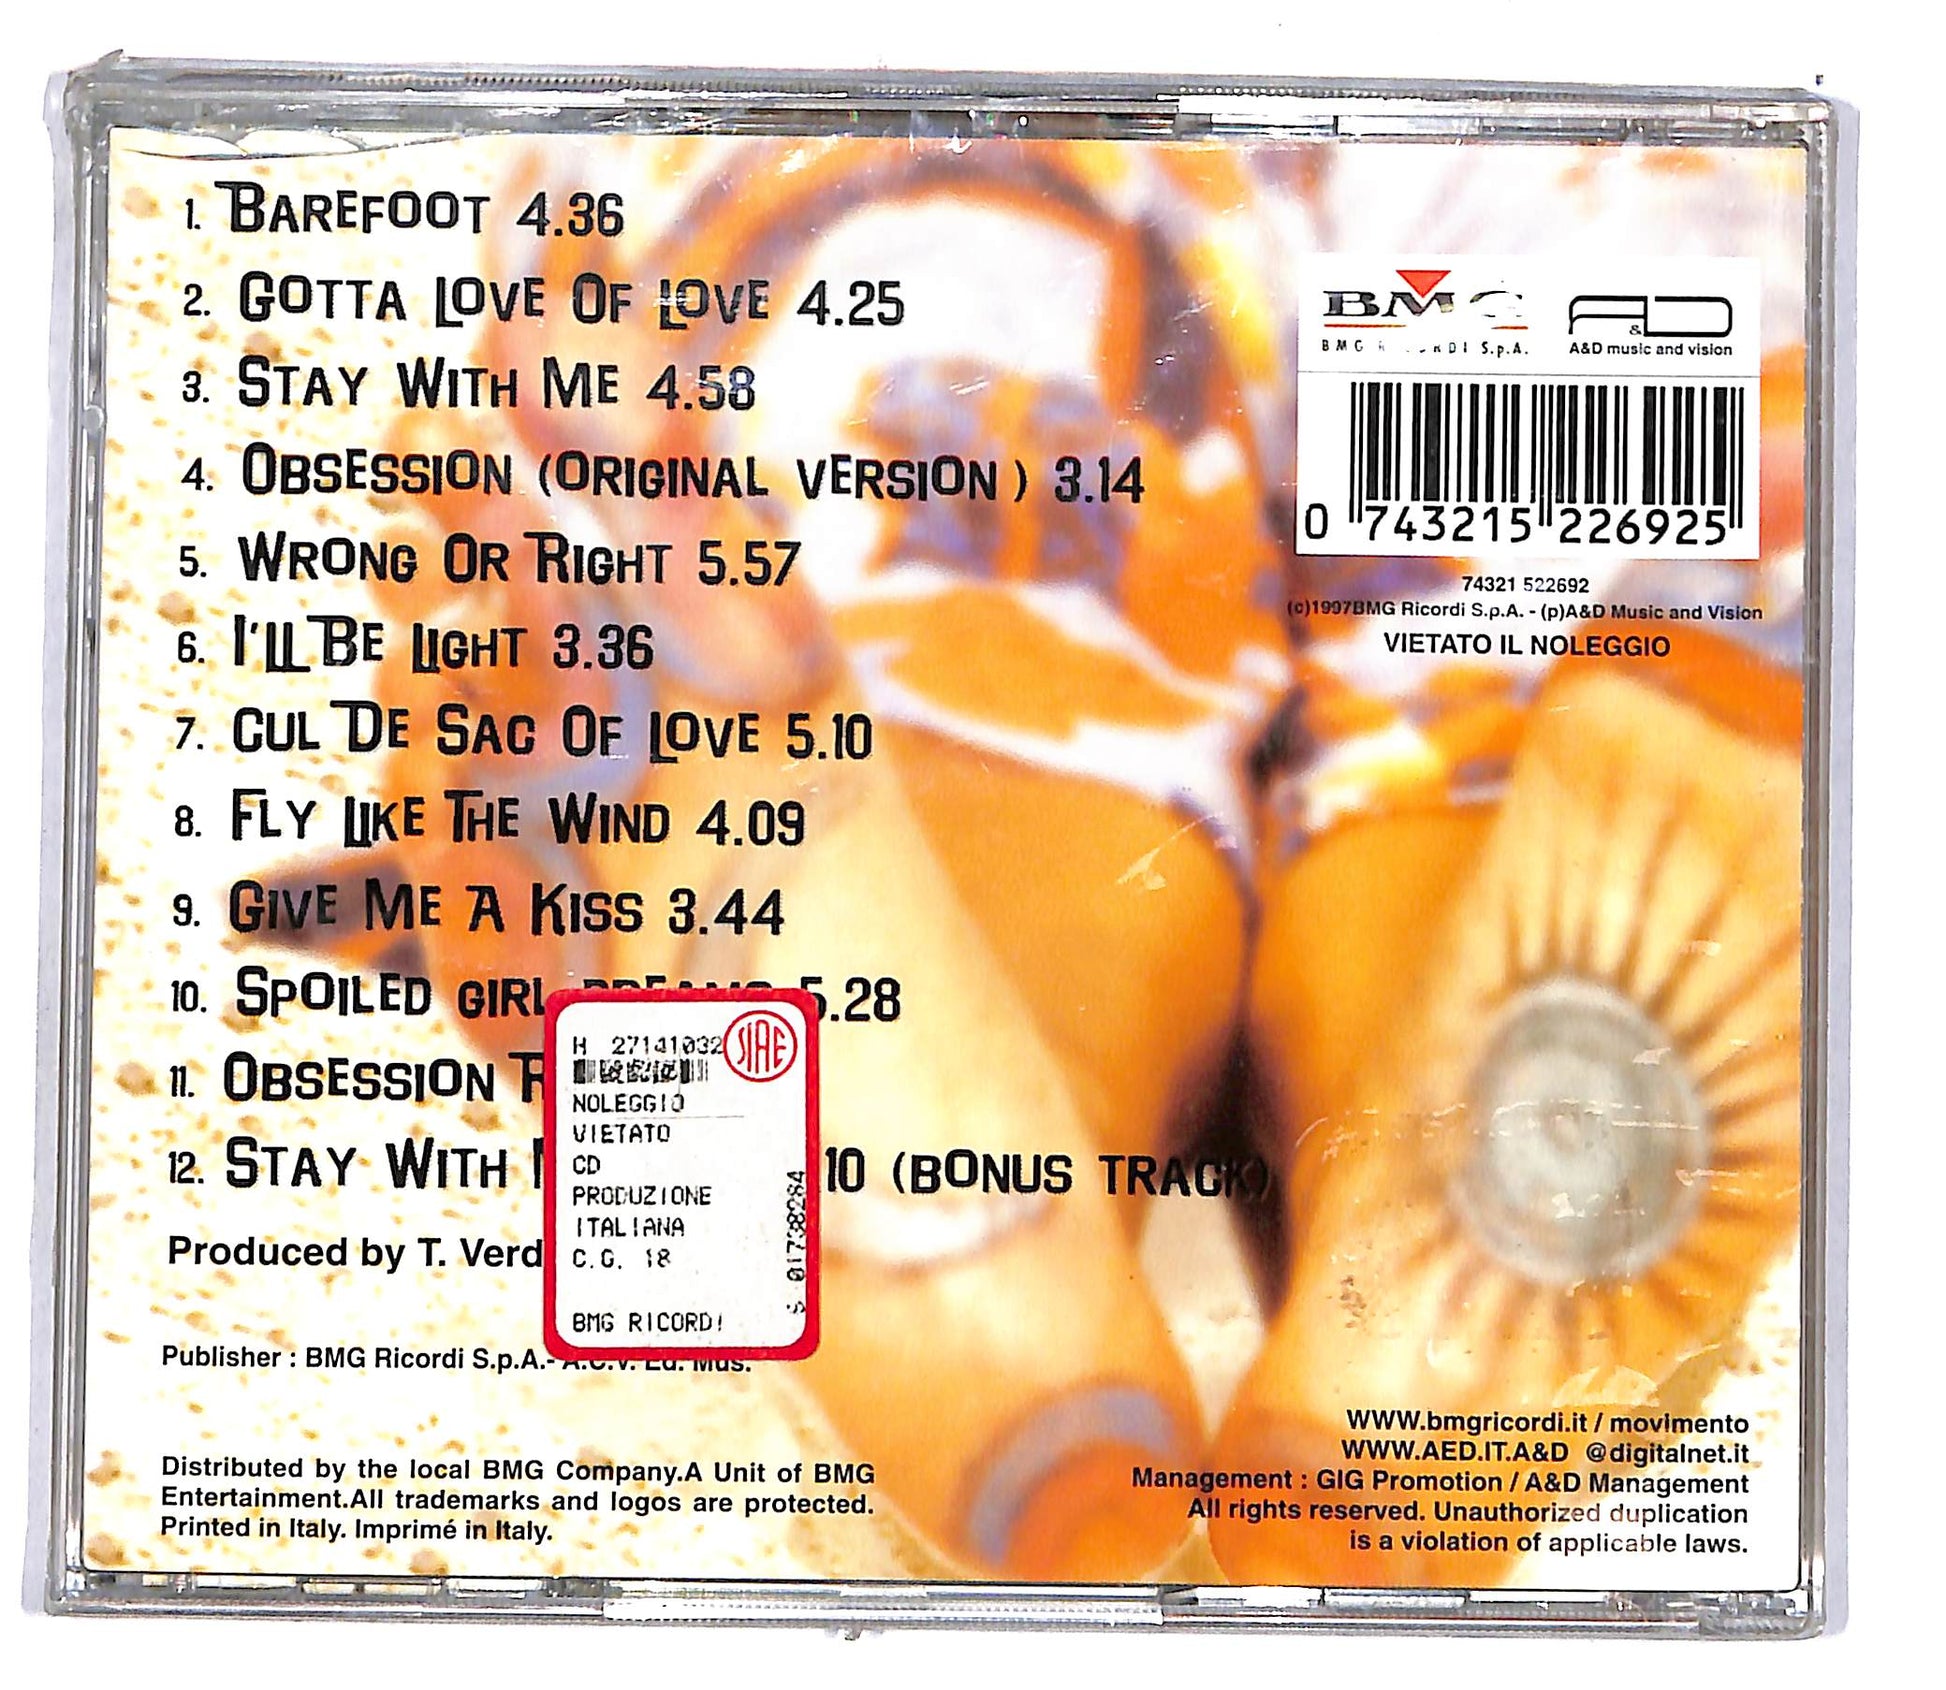 1. BAREFOOT 4.36
2. GOTTA LOVE OF LOVE 4.25
3. STAY WITH ME 4.58
4. OBSESSION (ORIGINAL VERSION ) 3.14
5. WRONG OR RIGHT 5.57
6. I'LL BE LIGHT 3.36
7. CUL DE SAC OF LOVE 5.10
8. FLY LIKE THE WIND 4.09
9. GIVE ME A KISS 3.44
10. SPOILED GIRL 5.28
11. OBSESSION
12. STAY WITH 10 (BONUS TRACK)
Produced by T. Verd
Publisher : BMG Ricordi S.p.A.- A.C.V. Ed. Mus.
Distributed by the local BMG Company.A Unit of BMG
Entertainment.All trademarks and logos are protected.
Printed in Italy. Imprimé in Italy.
H 27141032
SIAE
NOLEGGIO
VIETATO
CD
PRODUZIONE
ITALIANA
C.G. 18
BMG RICORDI
S 01738284
BMG
BMG S.p.A.
A&D
A&D music and vision
0 743215 226925
74321 522692
(c)1997BMG Ricordi S.p.A. - (p)A&D Music and Vision
VIETATO IL NOLEGGIO
WWW.bmgricordi.it / movimento
WWW.AED.IT.A&D @digitalnet.it
Management : GIG Promotion / A&D Management
All rights reserved. Unauthorized duplication
is a violation of applicable laws.